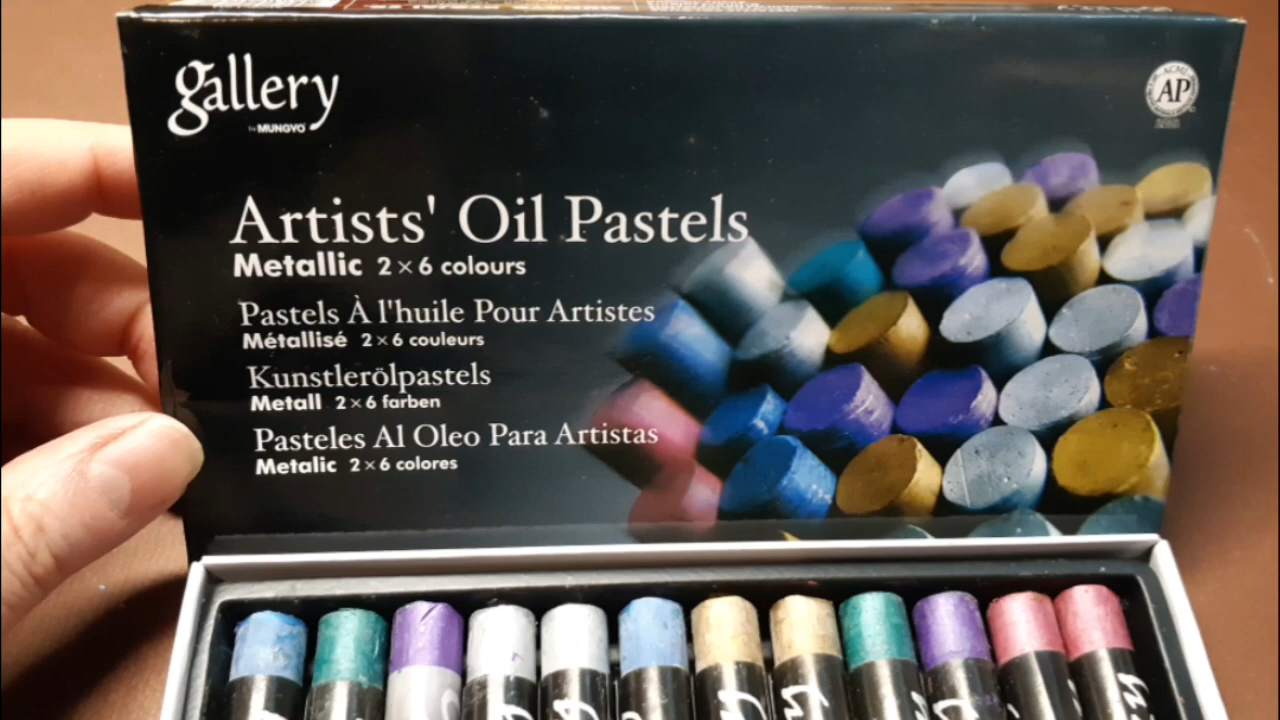 gallery
by MUNGYO
ACMI
AP
Artists' Oil Pastels
Metallic 2×6 colours
Pastels À l'huile Pour Artistes
Métallisé 2×6 couleurs
Kunstlerölpastels
Metall 2×6 farben
Pasteles Al Oleo Para Artistas
Metalic 2×6 colores